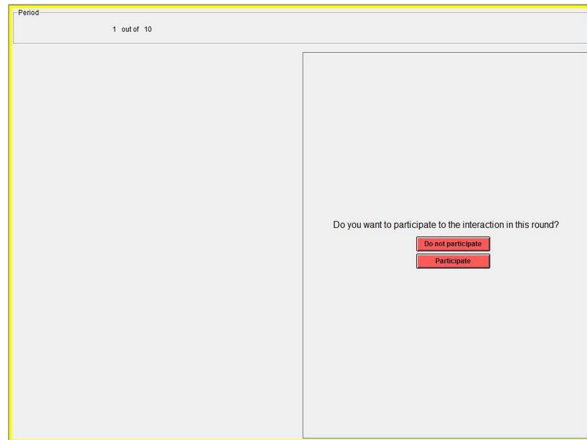 Period
1 out of 10
Do you want to participate to the interaction in this round?
Do not participate
Participate